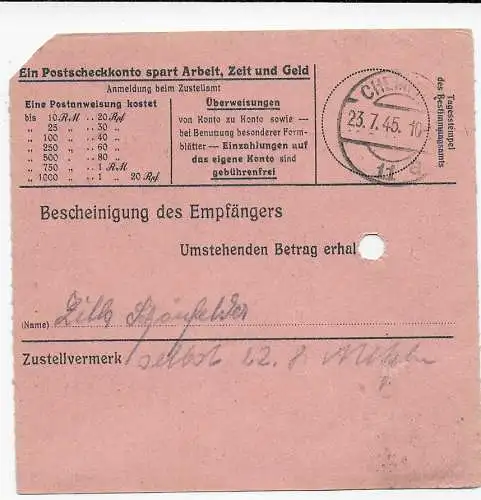 Ein Postscheckkonto spart Arbeit, Zeit und Geld
Anmeldung beim Zustellamt
Eine Postanweisung kostet
bis 10 RM .. 20 Rpf
„ 25 „ .. 30 „
„ 100 „ .. 40 „
„ 250 „ .. 60 „
„ 500 „ .. 80 „
„ 750 „ .. 1 RM
„ 1000 „ .. 1 „ 20 Rpf.
Überweisungen
von Konto zu Konto sowie —
bei Benutzung besonderer Form-
blätter — Einzahlungen auf
das eigene Konto sind
gebührenfrei
CHEM
23.7.45. 10
11 a
Tagesstempel
des Bestimmungsamts
Bescheinigung des Empfängers
Umstehenden Betrag erhal
(Name)
Zustellvermerk selbst